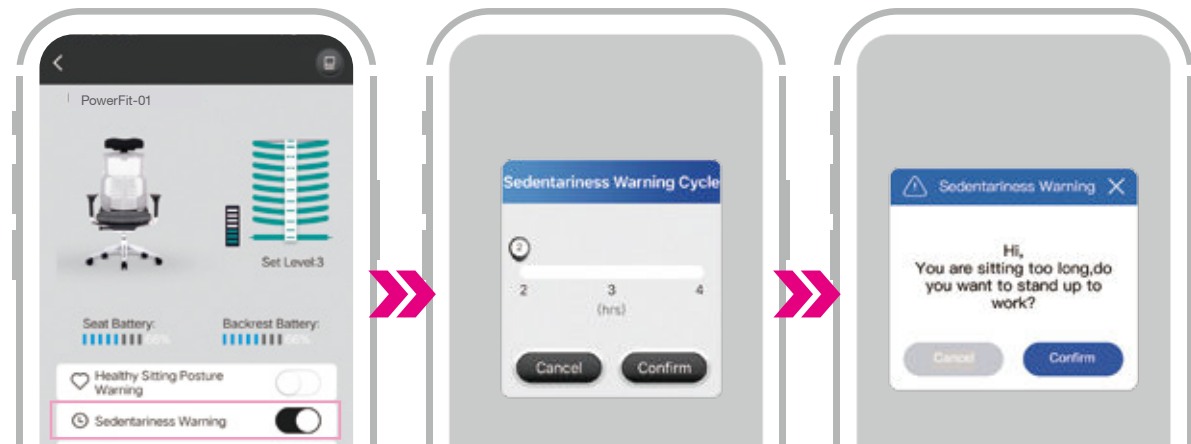 PowerFit-01
Set Level:3
Seat Battery:
Backrest Battery:
66%
66%
Healthy Sitting Posture
Warning
Sedentariness Warning
Sedentariness Warning Cycle
2
2 3 4
(hrs)
Cancel Confirm
Sedentariness Warning
Hi,
You are sitting too long,do
you want to stand up to
work?
Cancel Confirm